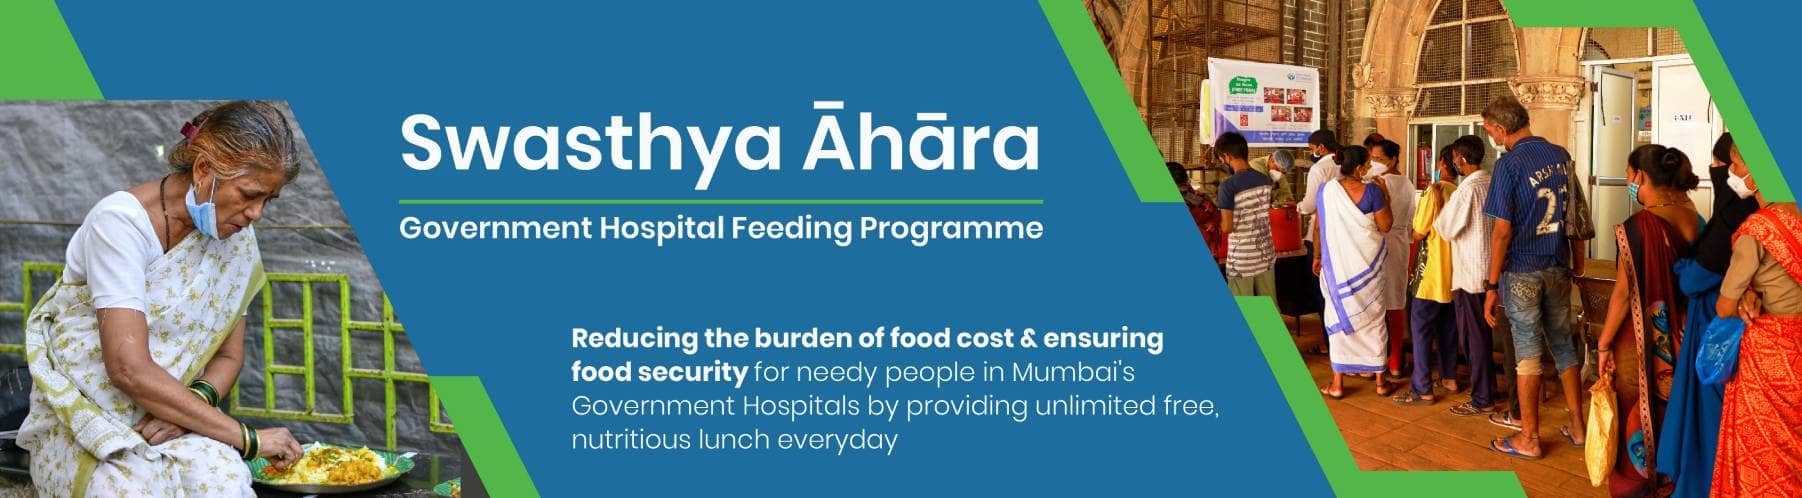 Swasthya Āhāra
Government Hospital Feeding Programme
Reducing the burden of food cost & ensuring
food security for needy people in Mumbai's
Government Hospitals by providing unlimited free,
nutritious lunch everyday
EXIT